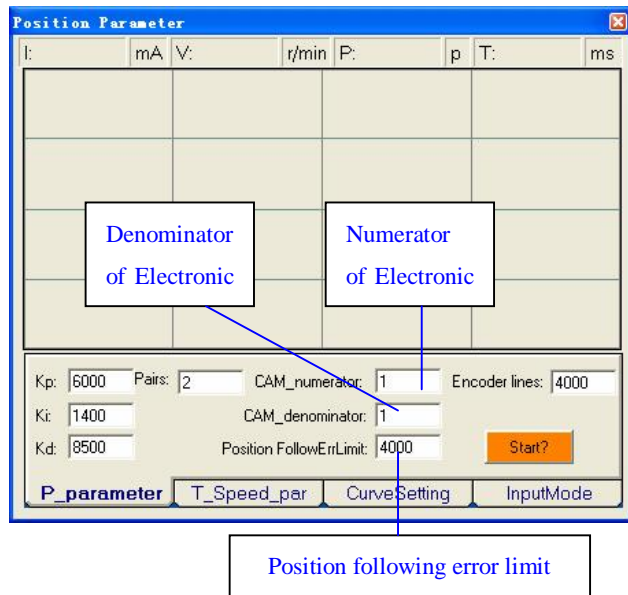 Position Parameter
I: mA V: r/min P: p T: ms
Denominator
of Electronic
Numerator
of Electronic
Kp: 6000 Pairs: 2 CAM_numerator: 1 Encoder lines: 4000
Ki: 1400 CAM_denominator: 1
Kd: 8500 Position FollowErrLimit: 4000 Start?
P_parameter T_Speed_par CurveSetting InputMode
Position following error limit